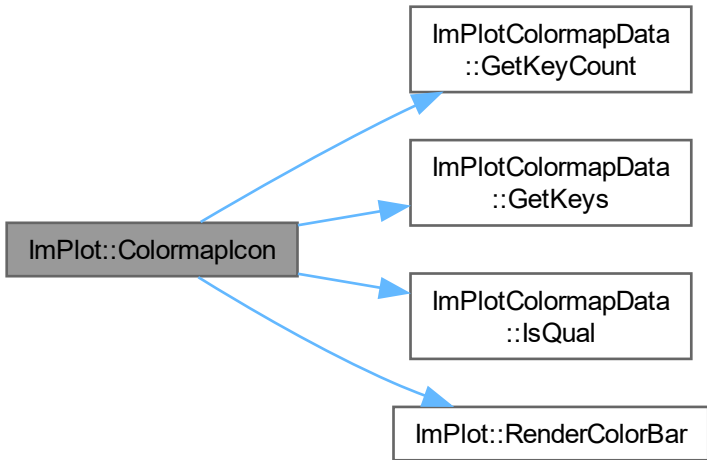 ImPlotColormapData
::GetKeyCount
ImPlotColormapData
::GetKeys
ImPlot::ColormapIcon
ImPlotColormapData
::IsQual
ImPlot::RenderColorBar